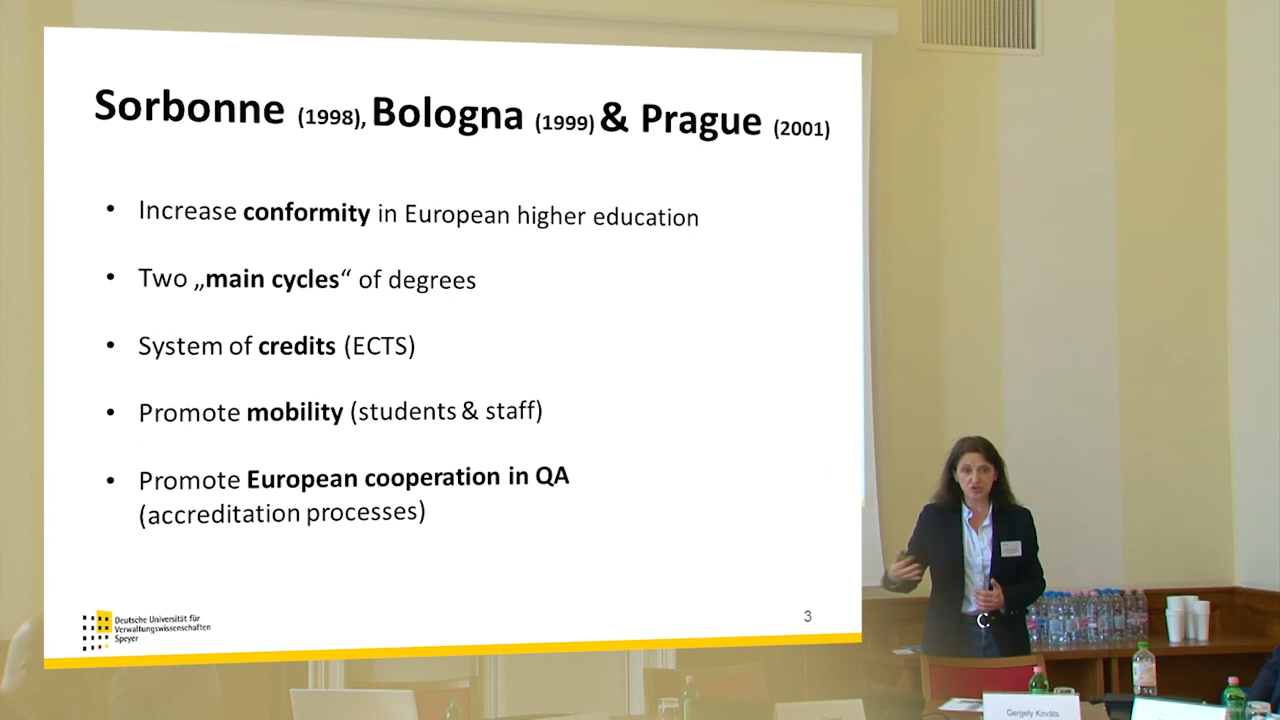 Sorbonne (1998), Bologna (1999) & Prague (2001)
• Increase conformity in European higher education
• Two „main cycles“ of degrees
• System of credits (ECTS)
• Promote mobility (students & staff)
• Promote European cooperation in QA
(accreditation processes)
Deutsche Universität für
Verwaltungswissenschaften
Speyer
3
Gergely Kováts